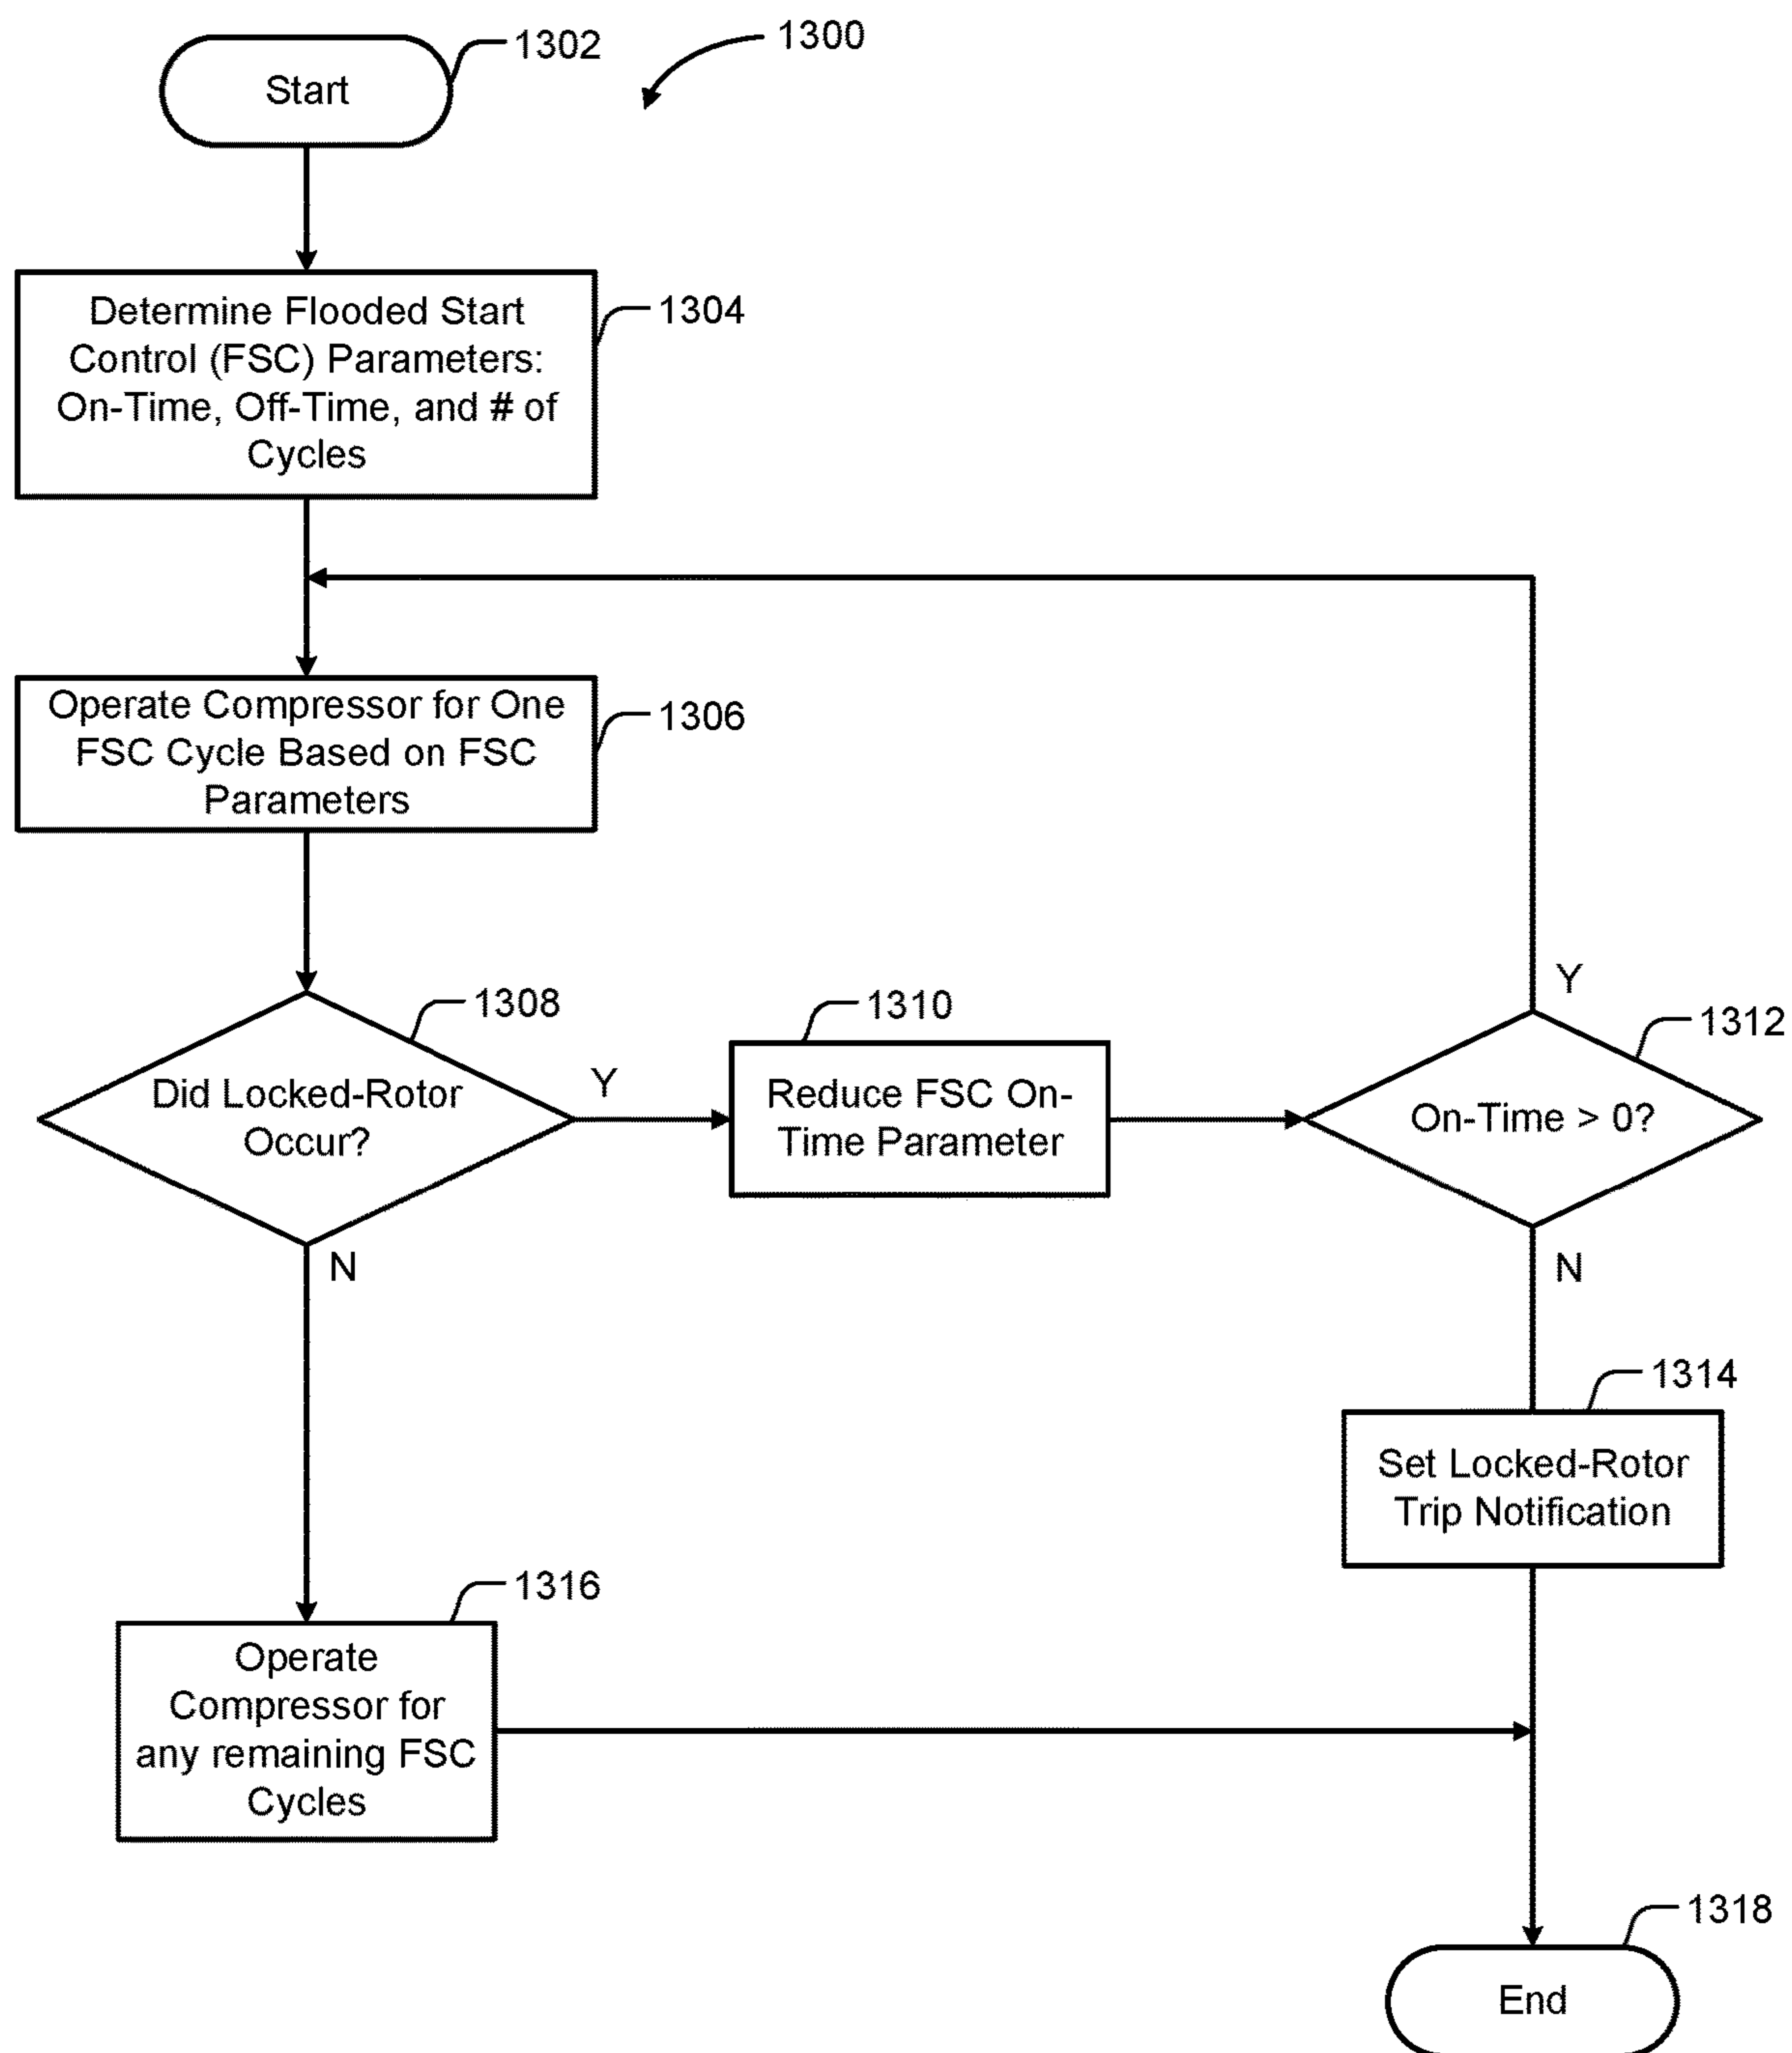 1302
1300
Start
Determine Flooded Start
Control (FSC) Parameters:
On-Time, Off-Time, and # of
Cycles
1304
Operate Compressor for One
FSC Cycle Based on FSC
Parameters
1306
Did Locked-Rotor
Occur?
1308
Y
N
1310
Reduce FSC On-
Time Parameter
Y
1312
On-Time > 0?
N
1314
Set Locked-Rotor
Trip Notification
1316
Operate
Compressor for
any remaining FSC
Cycles
1318
End